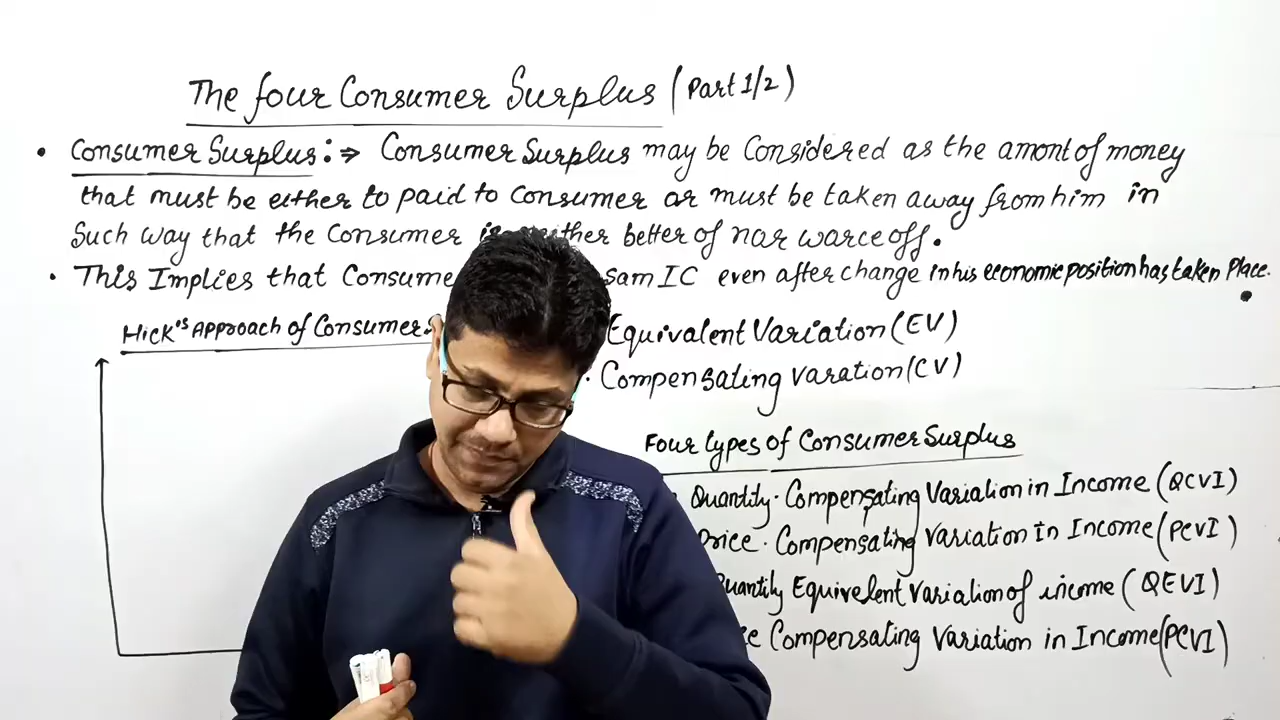 The four Consumer Surplus (Part 1/2)
• Consumer Surplus :⇒ Consumer Surplus may be Considered as the amont of money
that must be either to paid to Consumer or must be taken away from him in
Such way that the Consumer is neither better of nar warce off.
• This Implies that Consume sam IC even after change in his economic position has taken Place.
Hick's Approach of Consumer
Equivalent Variation (EV)
• Compensating varation (CV)
Four types of Consumer Surplus
Quantity · Compensating Variation in Income (QCVI)
Price · Compensating Variation in Income (PCVI)
Quantity Equivelent Variation of income (QEVI)
Compensating Variation in Income (PCVI)